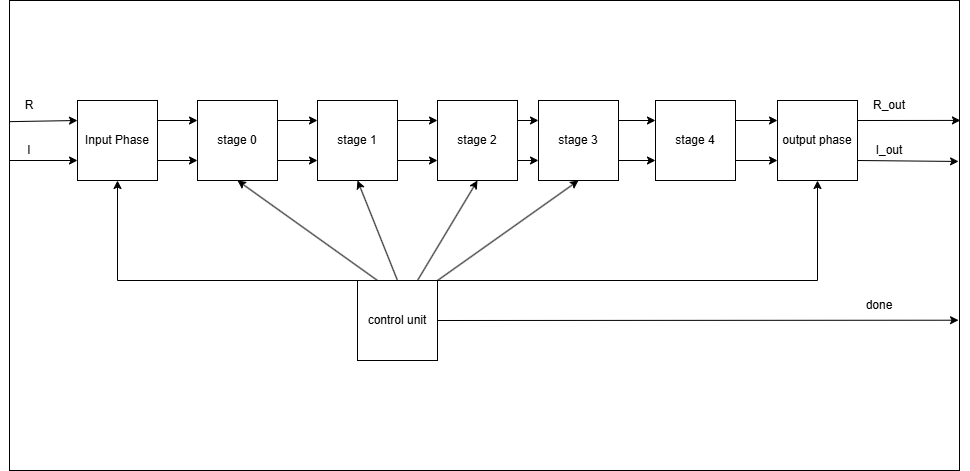 R
R_out
I
I_out
Input Phase
stage 0
stage 1
stage 2
stage 3
stage 4
output phase
control unit
done